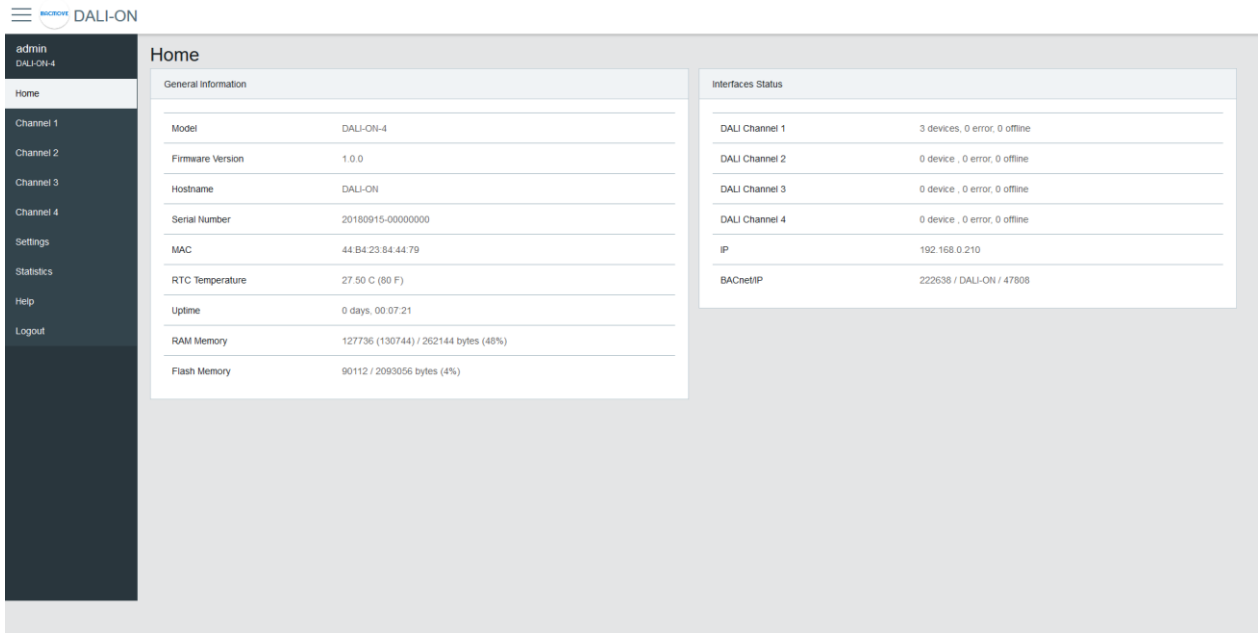 BACMOVE DALI-ON
admin
DALI-ON-4
Home
Channel 1
Channel 2
Channel 3
Channel 4
Settings
Statistics
Help
Logout
Home
General Information
Model DALI-ON-4
Firmware Version 1.0.0
Hostname DALI-ON
Serial Number 20180915-00000000
MAC 44:B4:23:84:44:79
RTC Temperature 27.50 C (80 F)
Uptime 0 days, 00:07:21
RAM Memory 127736 (130744) / 262144 bytes (48%)
Flash Memory 90112 / 2093056 bytes (4%)
Interfaces Status
DALI Channel 1 3 devices, 0 error, 0 offline
DALI Channel 2 0 device , 0 error, 0 offline
DALI Channel 3 0 device , 0 error, 0 offline
DALI Channel 4 0 device , 0 error, 0 offline
IP 192.168.0.210
BACnet/IP 222638 / DALI-ON / 47808